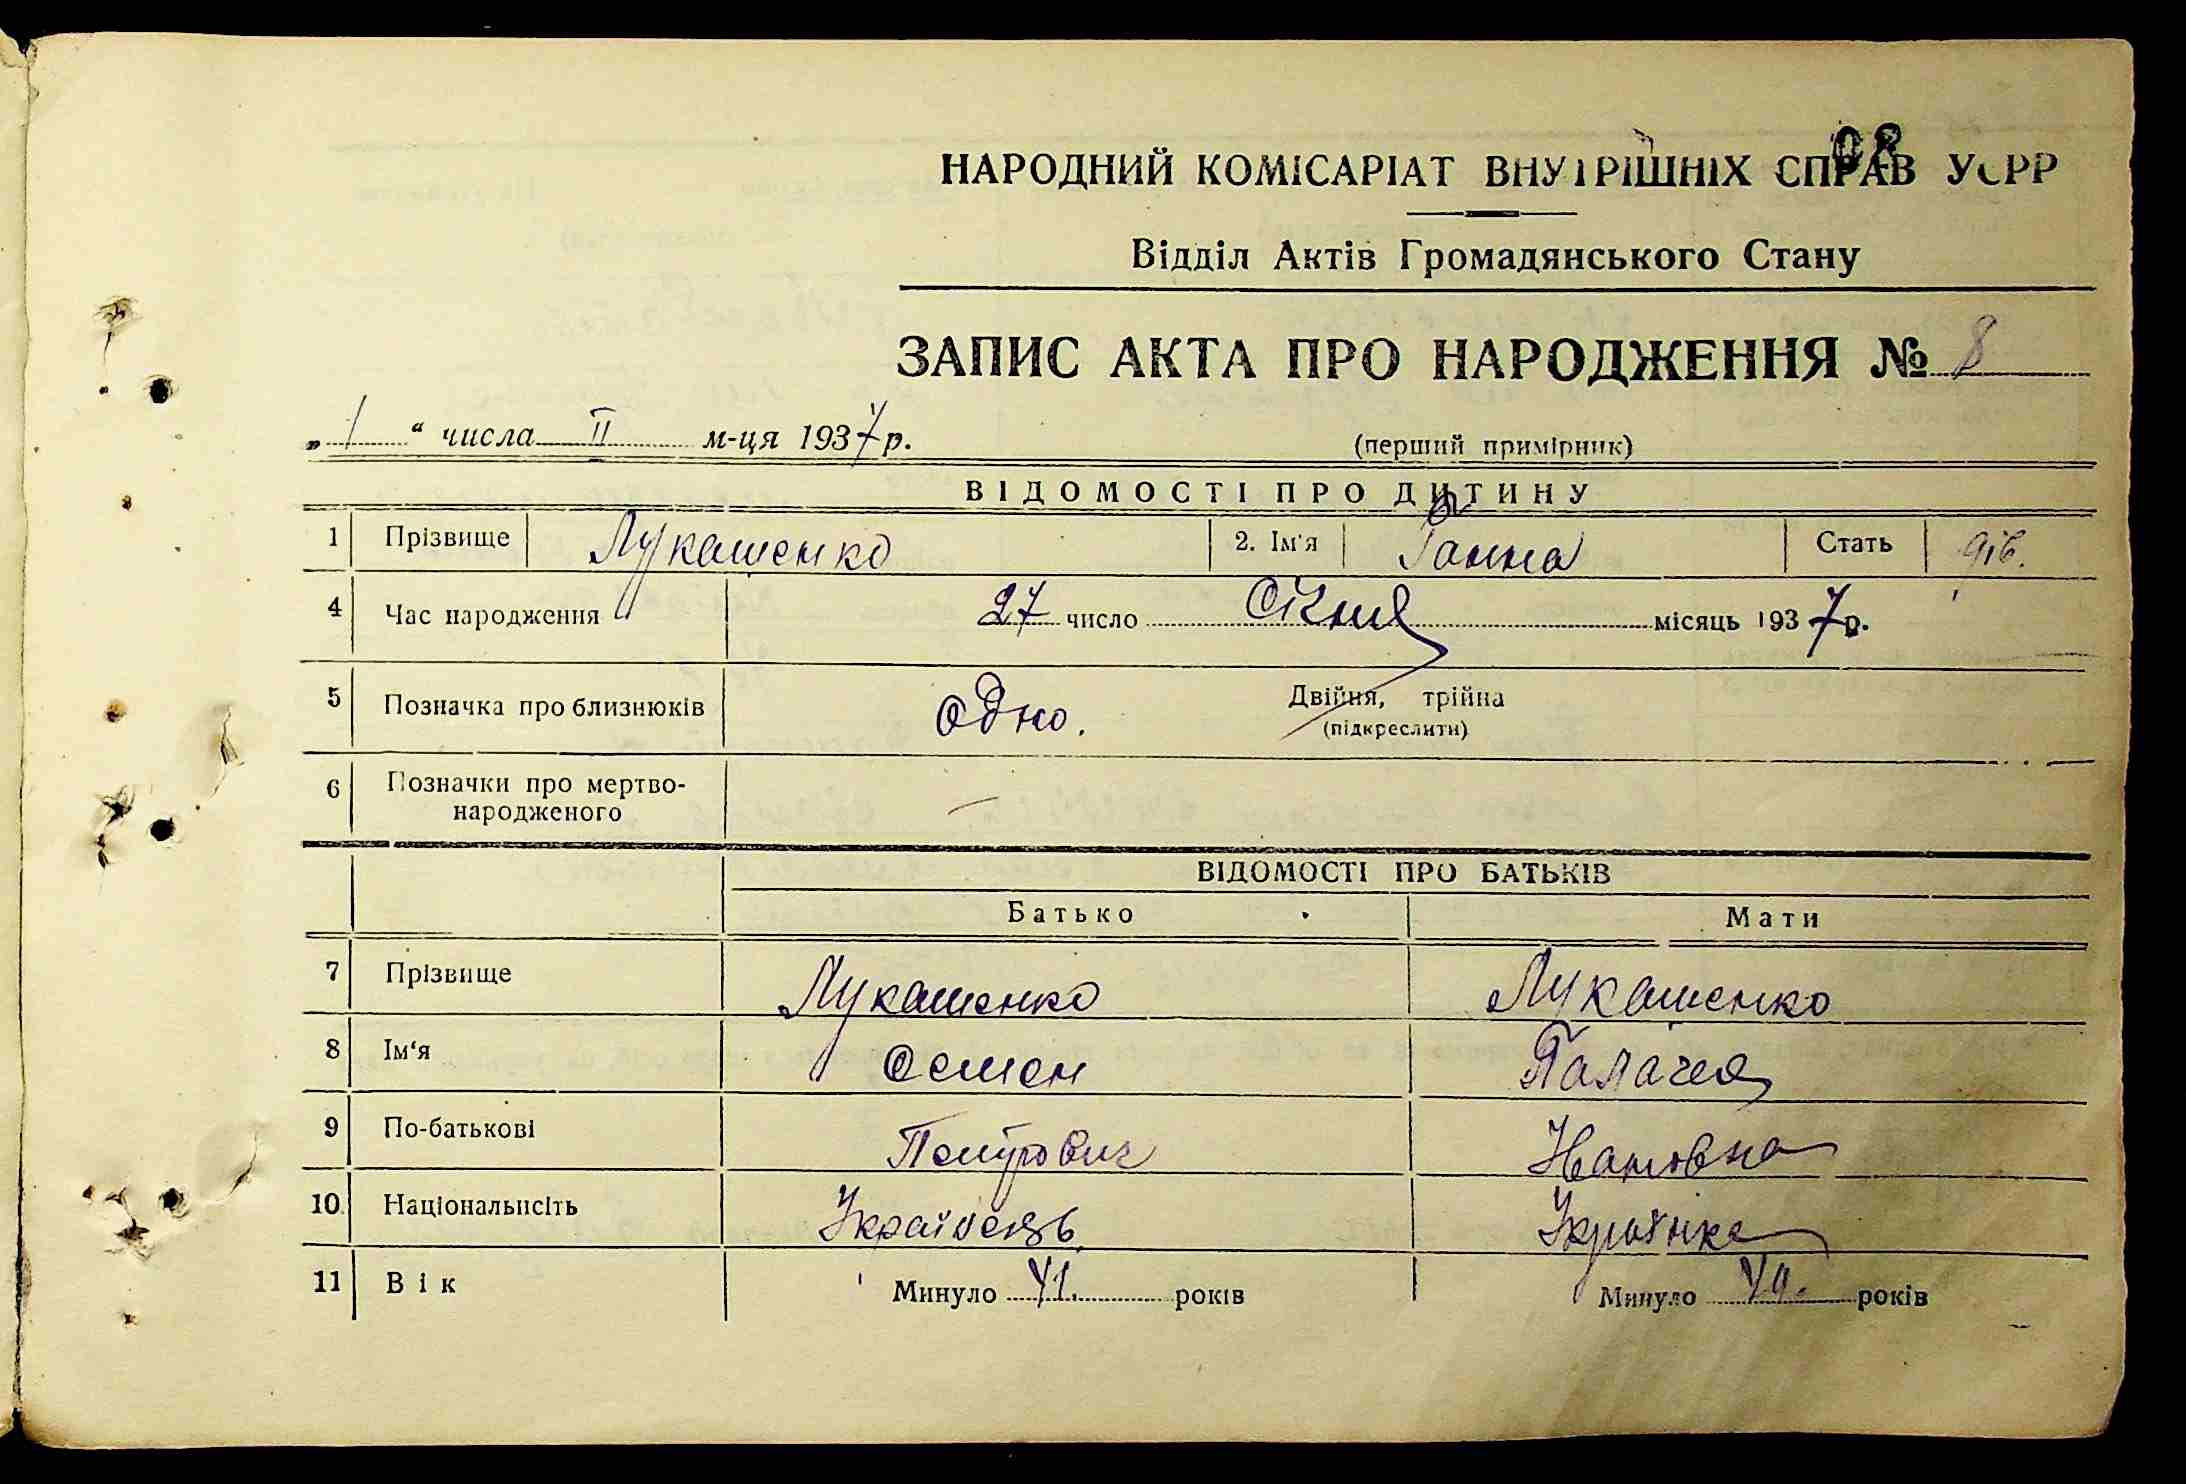 08
НАРОДНИЙ КОМІСАРІАТ ВНУТРІШНІХ СПРАВ УСРР
Відділ Актів Громадянського Стану
ЗАПИС АКТА ПРО НАРОДЖЕННЯ № 8
„ 1 “ числа II м-ця 1937 р.
(перший примірник)
ВІДОМОСТІ ПРО ДИТИНУ
1 Прізвище Лукашенко 2. Ім'я Ганна Стать дів.
4 Час народження 27 число Січня місяць 1937 р.
5 Позначка про близнюків одно. Двійня, трійна
(підкреслити)
6 Позначки про мертво-
народженого —
ВІДОМОСТІ ПРО БАТЬКІВ
Батько Мати
7 Прізвище Лукашенко Лукашенко
8 Ім‘я Семен Палагея
9 По-батькові
10 Національність Українець Українка
11 Вік Минуло 41. років Минуло 40. років